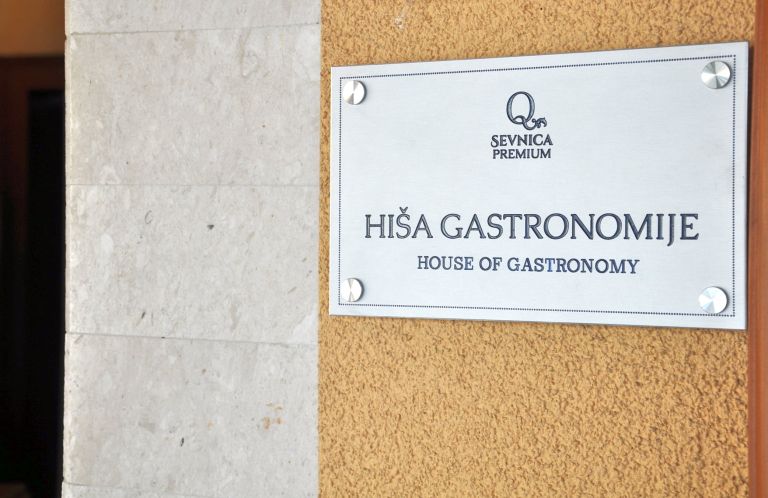 Q
SEVNICA
PREMIUM
HIŠA GASTRONOMIJE
HOUSE OF GASTRONOMY